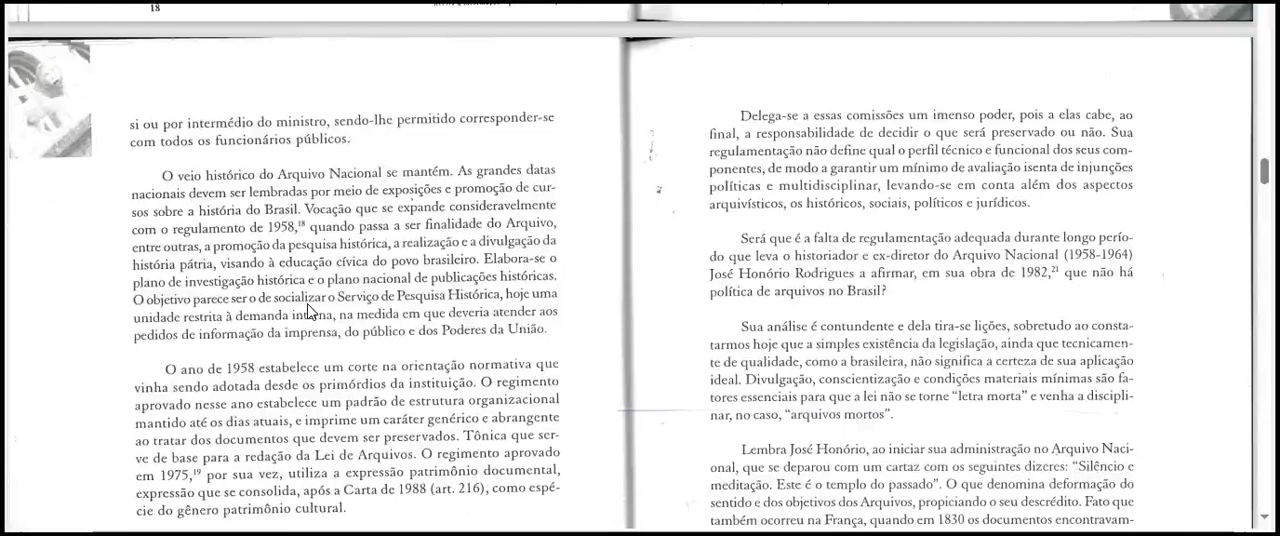 18
si ou por intermédio do ministro, sendo-lhe permitido corresponder-se
com todos os funcionários públicos.
O veio histórico do Arquivo Nacional se mantém. As grandes datas
nacionais devem ser lembradas por meio de exposições e promoção de cur-
sos sobre a história do Brasil. Vocação que se expande consideravelmente
com o regulamento de 1958,¹⁸ quando passa a ser finalidade do Arquivo,
entre outras, a promoção da pesquisa histórica, a realização e a divulgação da
história pátria, visando à educação cívica do povo brasileiro. Elabora-se o
plano de investigação histórica e o plano nacional de publicações históricas.
O objetivo parece ser o de socializar o Serviço de Pesquisa Histórica, hoje uma
unidade restrita à demanda interna, na medida em que deveria atender aos
pedidos de informação da imprensa, do público e dos Poderes da União.
O ano de 1958 estabelece um corte na orientação normativa que
vinha sendo adotada desde os primórdios da instituição. O regimento
aprovado nesse ano estabelece um padrão de estrutura organizacional
mantido até os dias atuais, e imprime um caráter genérico e abrangente
ao tratar dos documentos que devem ser preservados. Tônica que ser-
ve de base para a redação da Lei de Arquivos. O regimento aprovado
em 1975,¹⁹ por sua vez, utiliza a expressão patrimônio documental,
expressão que se consolida, após a Carta de 1988 (art. 216), como espé-
cie do gênero patrimônio cultural.
Delega-se a essas comissões um imenso poder, pois a elas cabe, ao
final, a responsabilidade de decidir o que será preservado ou não. Sua
regulamentação não define qual o perfil técnico e funcional dos seus com-
ponentes, de modo a garantir um mínimo de avaliação isenta de injunções
políticas e multidisciplinar, levando-se em conta além dos aspectos
arquivísticos, os históricos, sociais, políticos e jurídicos.
Será que é a falta de regulamentação adequada durante longo perío-
do que leva o historiador e ex-diretor do Arquivo Nacional (1958-1964)
José Honório Rodrigues a afirmar, em sua obra de 1982,²¹ que não há
política de arquivos no Brasil?
Sua análise é contundente e dela tira-se lições, sobretudo ao consta-
tarmos hoje que a simples existência da legislação, ainda que tecnicamen-
te de qualidade, como a brasileira, não significa a certeza de sua aplicação
ideal. Divulgação, conscientização e condições materiais mínimas são fa-
tores essenciais para que a lei não se torne “letra morta” e venha a discipli-
nar, no caso, “arquivos mortos”.
Lembra José Honório, ao iniciar sua administração no Arquivo Naci-
onal, que se deparou com um cartaz com os seguintes dizeres: “Silêncio e
meditação. Este é o templo do passado”. O que denomina deformação do
sentido e dos objetivos dos Arquivos, propiciando o seu descrédito. Fato que
também ocorreu na França, quando em 1830 os documentos encontravam-